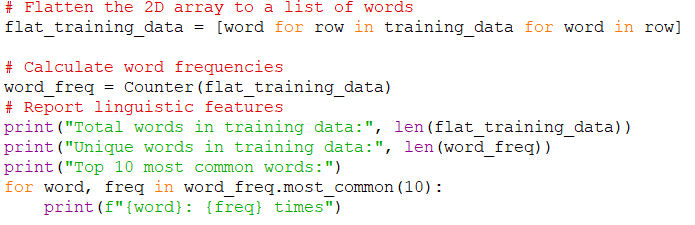 # Flatten the 2D array to a list of words
flat_training_data = [word for row in training_data for word in row]

# Calculate word frequencies
word_freq = Counter(flat_training_data)
# Report linguistic features
print("Total words in training data:", len(flat_training_data))
print("Unique words in training data:", len(word_freq))
print("Top 10 most common words:")
for word, freq in word_freq.most_common(10):
    print(f"{word}: {freq} times")